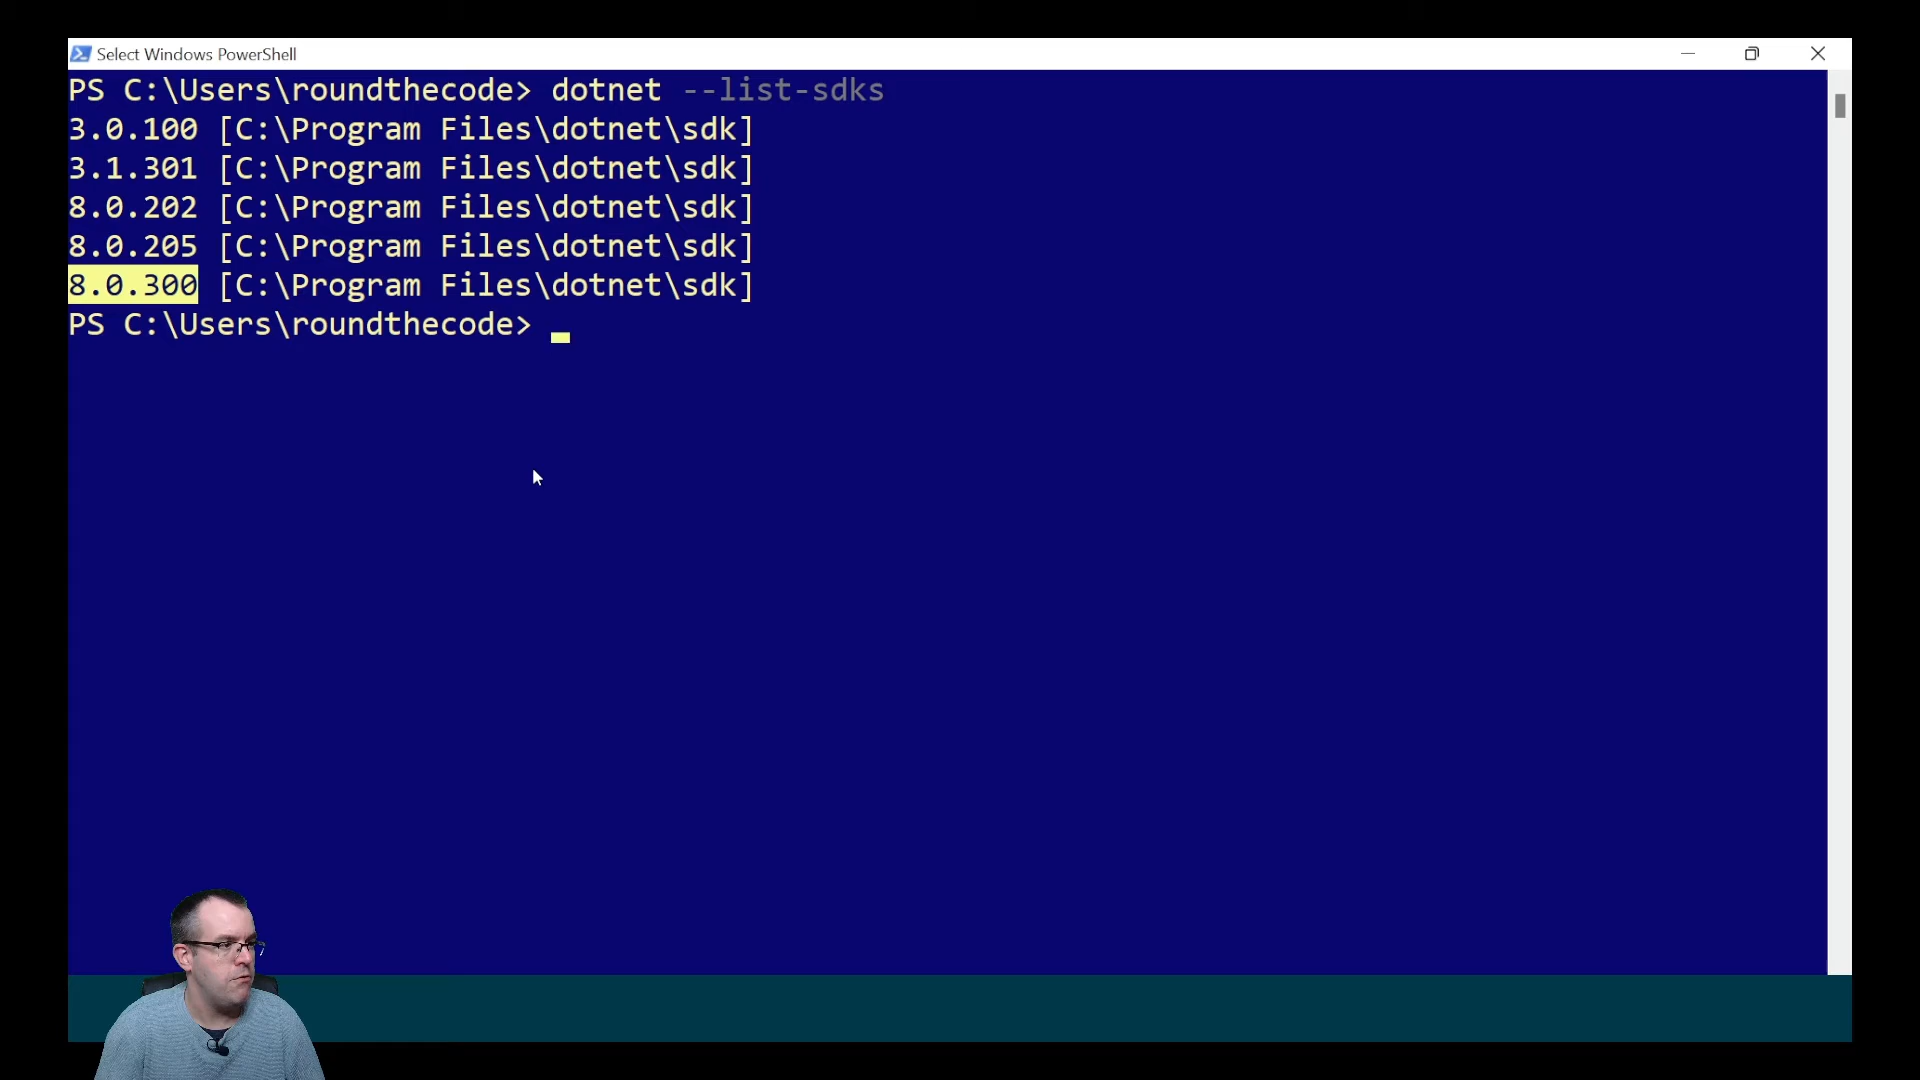 Select Windows PowerShell
PS C:\Users\roundthecode> dotnet --list-sdks
3.0.100 [C:\Program Files\dotnet\sdk]
3.1.301 [C:\Program Files\dotnet\sdk]
8.0.202 [C:\Program Files\dotnet\sdk]
8.0.205 [C:\Program Files\dotnet\sdk]
8.0.300 [C:\Program Files\dotnet\sdk]
PS C:\Users\roundthecode>